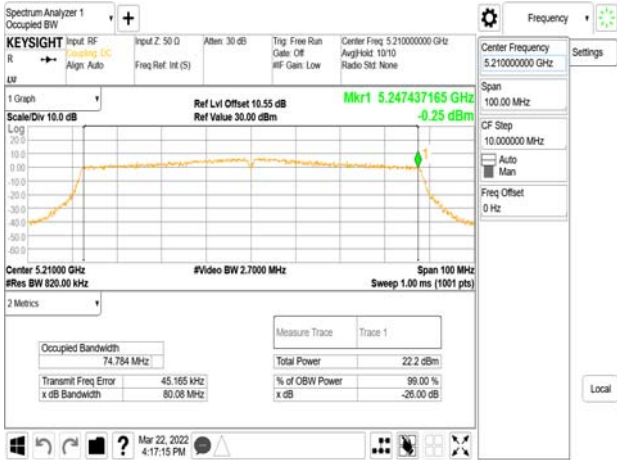 Spectrum Analyzer 1
Occupied BW
Frequency
KEYSIGHT
R
Input: RF
Coupling: DC
Align: Auto
Input Z: 50 Ω
Freq Ref: Int (S)
Atten: 30 dB
Trig: Free Run
Gate: Off
#IF Gain: Low
Center Freq: 5.210000000 GHz
Avg|Hold: 10/10
Radio Std: None
Center Frequency
5.210000000 GHz
Settings
Span
100.00 MHz
CF Step
10.000000 MHz
Auto
Man
Freq Offset
0 Hz
Local
1 Graph
Scale/Div 10.0 dB
Ref Lvl Offset 10.55 dB
Ref Value 30.00 dBm
Mkr1 5.247437165 GHz
-0.25 dBm
Log
20.0
10.0
0.00
-10.0
-20.0
-30.0
-40.0
-50.0
-60.0
1
Center 5.21000 GHz
#Res BW 820.00 kHz
#Video BW 2.7000 MHz
Span 100 MHz
Sweep 1.00 ms (1001 pts)
2 Metrics
Measure Trace Trace 1
Occupied Bandwidth
74.784 MHz
Total Power 22.2 dBm
Transmit Freq Error 45.165 kHz
% of OBW Power 99.00 %
x dB Bandwidth 80.08 MHz
x dB -26.00 dB
?
Mar 22, 2022
4:17:15 PM